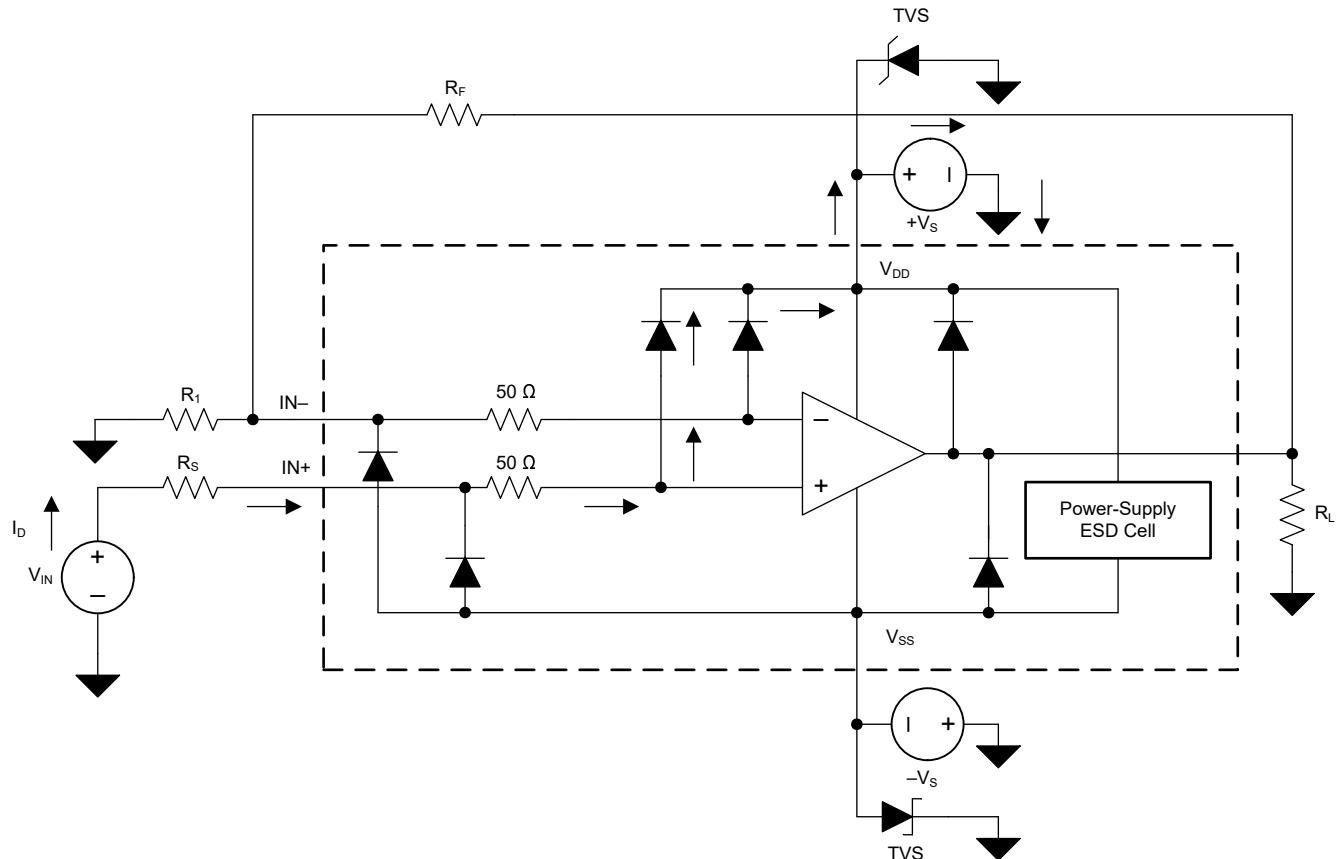 TVS
R_F
+ –
+V_S
V_DD
R_1
IN–
50 Ω
–
R_S
IN+
50 Ω
+
I_D
+
V_IN
–
Power-Supply
ESD Cell
R_L
V_SS
– +
–V_S
TVS